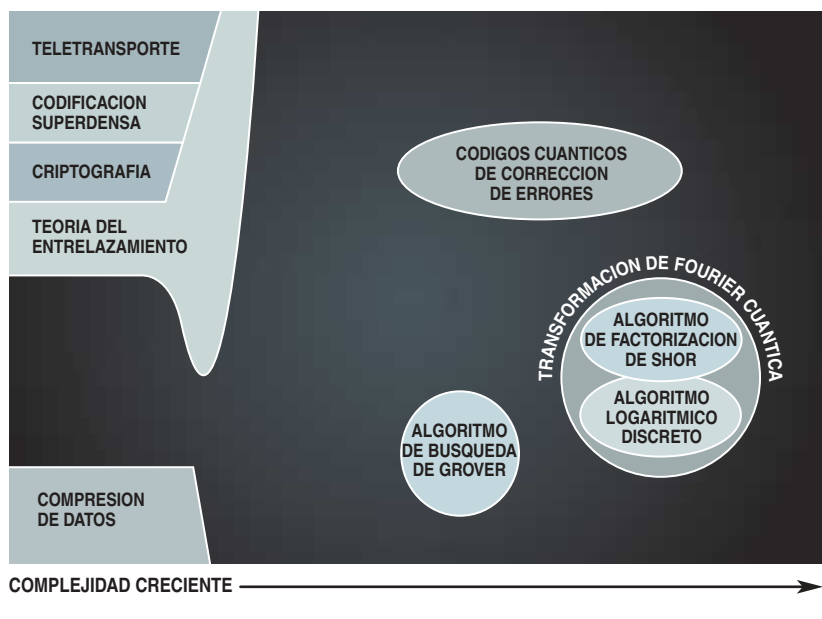 TELETRANSPORTE
CODIFICACION
SUPERDENSA
CRIPTOGRAFIA
TEORIA DEL
ENTRELAZAMIENTO
CODIGOS CUANTICOS
DE CORRECCION
DE ERRORES
TRANSFORMACION DE FOURIER CUANTICA
ALGORITMO
DE FACTORIZACION
DE SHOR
ALGORITMO
LOGARITMICO
DISCRETO
ALGORITMO
DE BUSQUEDA
DE GROVER
COMPRESION
DE DATOS
COMPLEJIDAD CRECIENTE